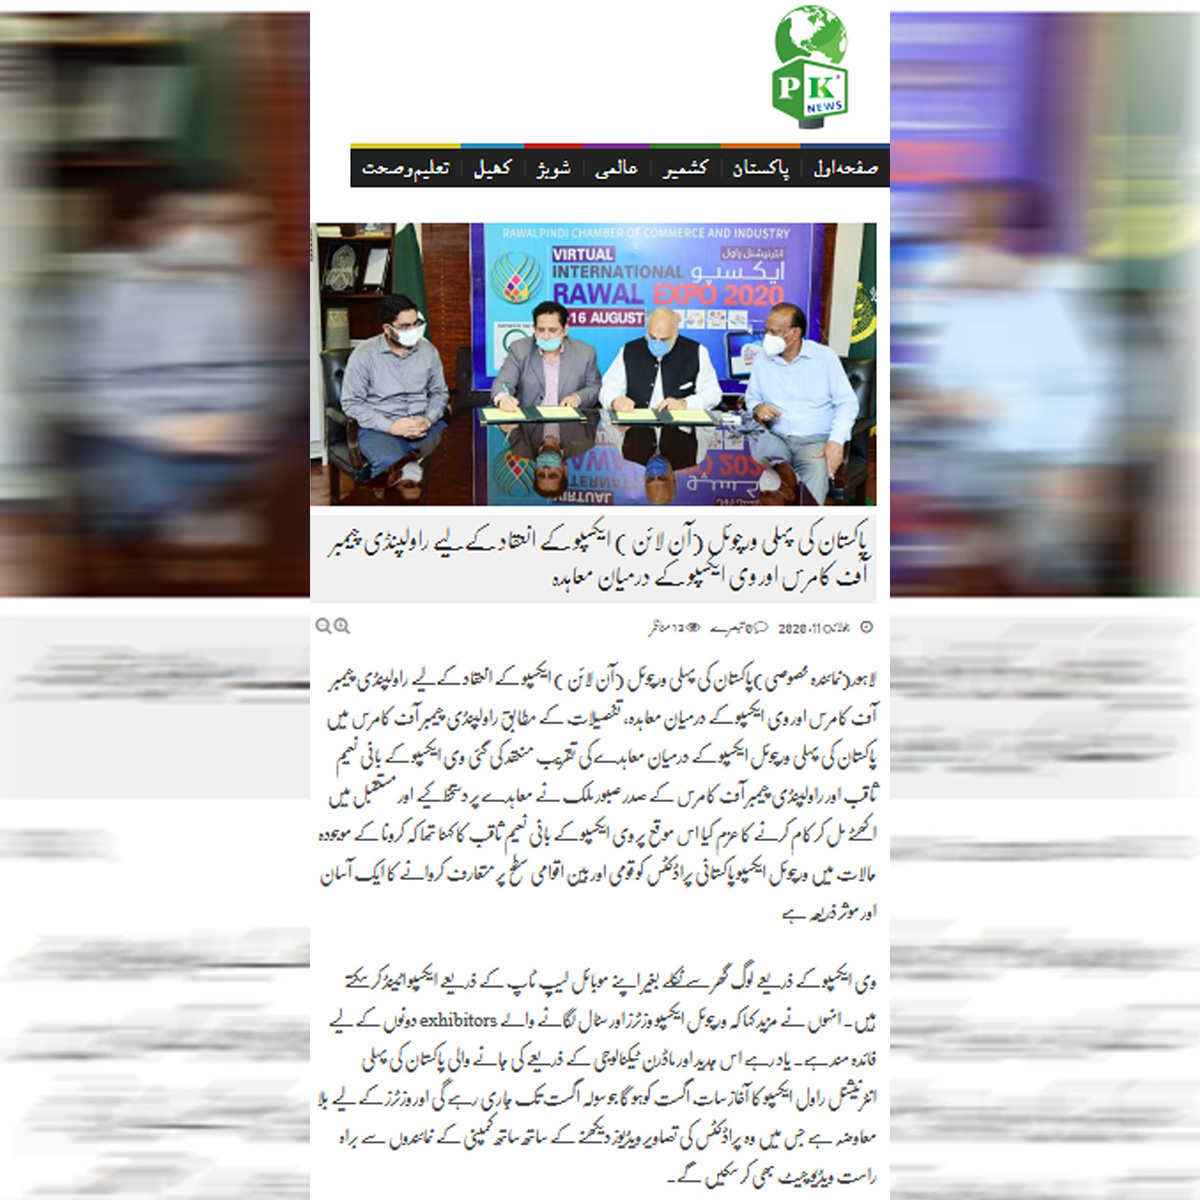 PK
NEWS
صفحہ اول | پاکستان | کشمیر | عالمی | شوبز | کھیل | تعلیم و صحت
RAWALPINDI CHAMBER OF COMMERCE AND INDUSTRY
VIRTUAL
INTERNATIONAL
RAWAL EXPO 2020
انٹرنیشنل راول
ایکسپو
16 AUGUST
پاکستان کی پہلی ورچوئل (آن لائن) ایکسپو کے انعقاد کے لیے راولپنڈی چیمبر
آف کامرس اور وی ایکسپو کے درمیان معاہدہ
جولائی 11, 2020 0 تبصرے 12 مناظر
لاہور(نمائندہ خصوصی)پاکستان کی پہلی ورچوئل (آن لائن) ایکسپو کے انعقاد کے لیے راولپنڈی چیمبر
آف کامرس اور وی ایکسپو کے درمیان معاہدہ، تفصیلات کے مطابق راولپنڈی چیمبر آف کامرس میں
پاکستان کی پہلی ورچوئل ایکسپو کے درمیان معاہدے کی تقریب منعقد کی گئی وی ایکسپو کے بانی نعیم
ثاقب اور راولپنڈی چیمبر آف کامرس کے صدر صبور ملک نے معاہدے پر دستخط کیے اور مستقبل میں
اکھٹے مل کر کام کرنے کا عزم کیا اس موقع پر وی ایکسپو کے بانی نعیم ثاقب کا کہنا تھا کہ کرونا کے موجودہ
حالات میں ورچوئل ایکسپو پاکستانی پراڈکٹس کو قومی اور بین اقوامی سطح پر متعارف کروانے کا ایک آسان
اور موثر ذریعہ ہے
وی ایکسپو کے ذریعے لوگ گھر سے نکلے بغیر اپنے موبائل لیپ ٹاپ کے ذریعے ایکسپو اٹینڈ کر سکتے
ہیں۔ انہوں نے مزید کہا کہ ورچوئل ایکسپو وزٹرز اور سٹال لگانے والے exhibitors دونوں کے لیے
فائدہ مند ہے۔ یاد رہے اس جدید اور ماڈرن ٹیکنالوجی کے ذریعے کی جانے والی پاکستان کی پہلی
انٹرنیشنل راول ایکسپو کا آغاز سات اگست کو ہو گا جو سولہ اگست تک جاری رہے گی اور وزٹرز کے لیے بلا
معاوضہ ہے جس میں وہ پراڈکٹس کی تصاویر ویڈیوز دیکھنے کے ساتھ ساتھ کمپنی کے نمائندوں سے براہ
راست ویڈیو چیٹ بھی کر سکیں گے۔